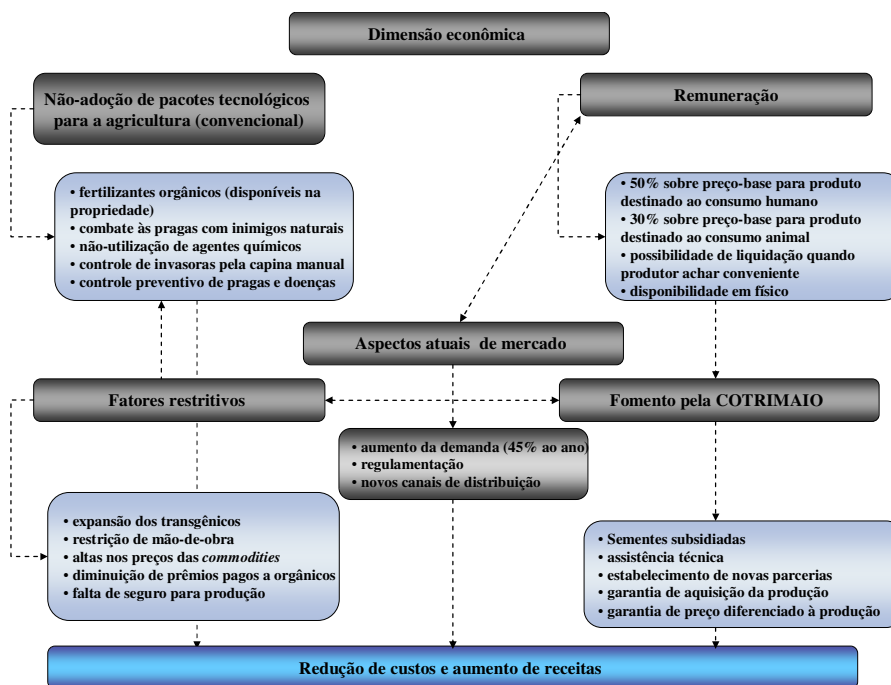 Dimensão econômica
Não-adoção de pacotes tecnológicos
para a agricultura (convencional)
Remuneração
• fertilizantes orgânicos (disponíveis na
propriedade)
• combate às pragas com inimigos naturais
• não-utilização de agentes químicos
• controle de invasoras pela capina manual
• controle preventivo de pragas e doenças
• 50% sobre preço-base para produto
destinado ao consumo humano
• 30% sobre preço-base para produto
destinado ao consumo animal
• possibilidade de liquidação quando
produtor achar conveniente
• disponibilidade em físico
Aspectos atuais de mercado
Fatores restritivos
Fomento pela COTRIMAIO
• aumento da demanda (45% ao ano)
• regulamentação
• novos canais de distribuição
• expansão dos transgênicos
• restrição de mão-de-obra
• altas nos preços das commodities
• diminuição de prêmios pagos a orgânicos
• falta de seguro para produção
• Sementes subsidiadas
• assistência técnica
• estabelecimento de novas parcerias
• garantia de aquisição da produção
• garantia de preço diferenciado à produção
Redução de custos e aumento de receitas